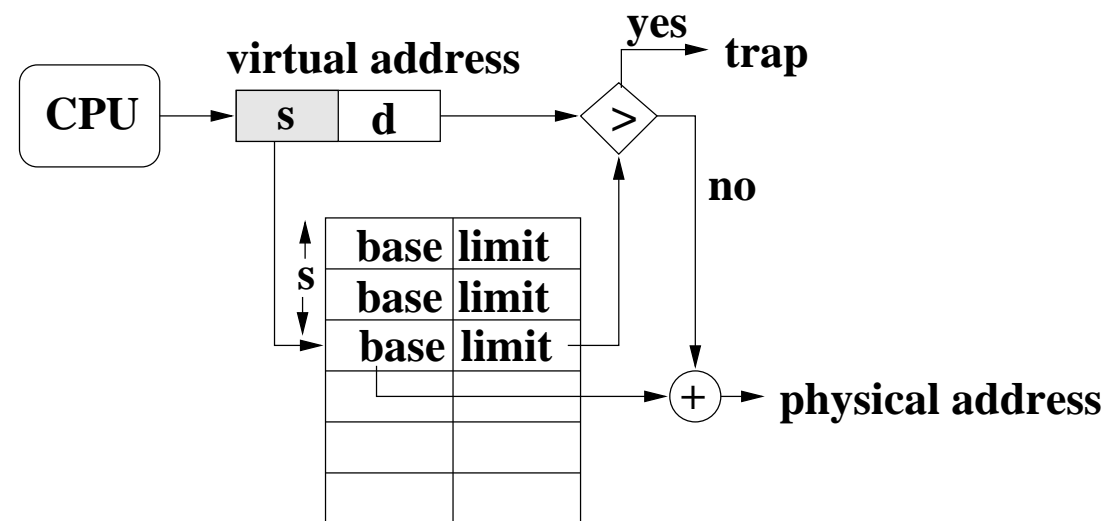 yes
trap
virtual address
CPU
s
d
>
no
s
base limit
base limit
base limit
+
physical address